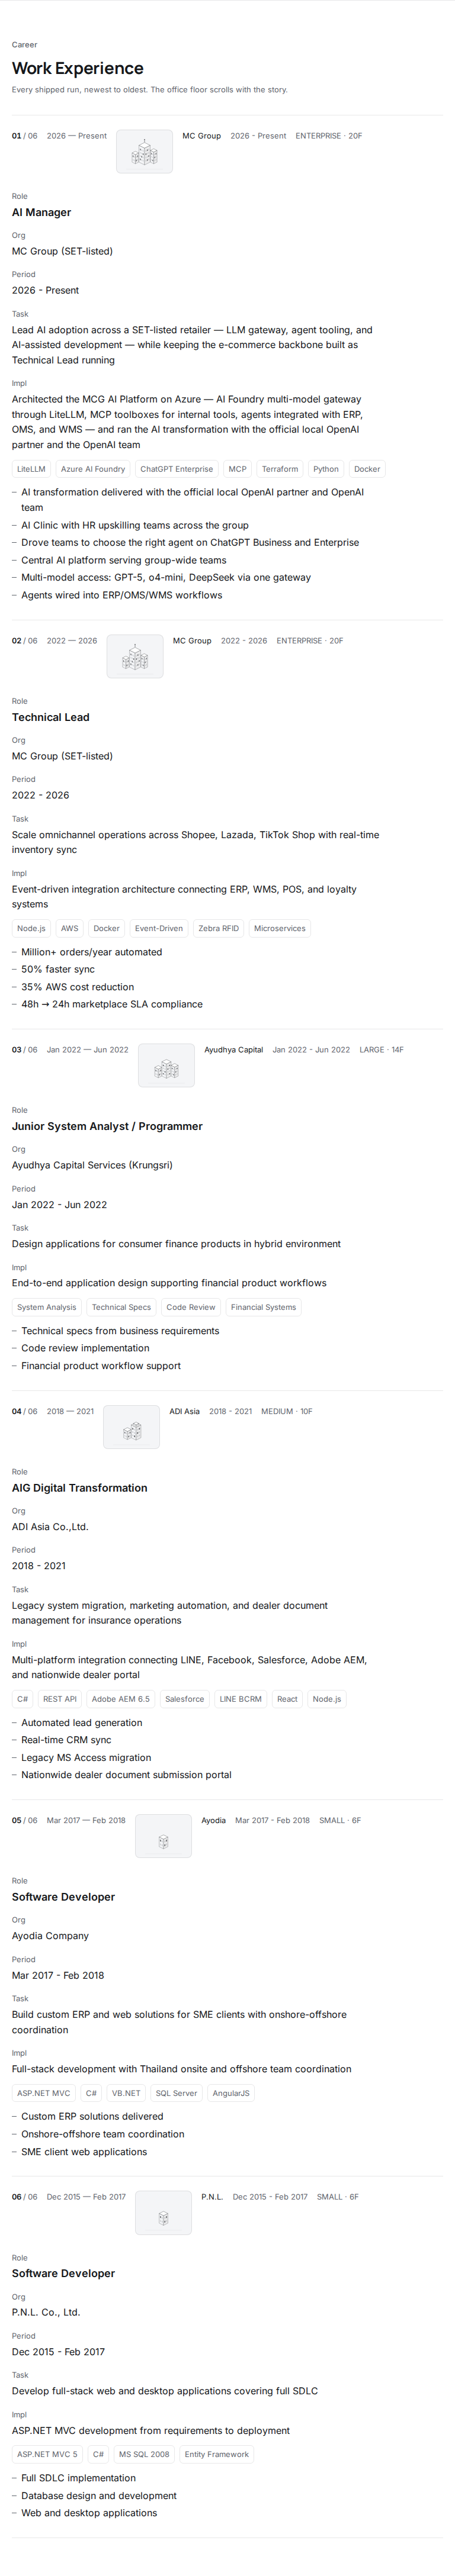 Career
Work Experience
Every shipped run, newest to oldest. The office floor scrolls with the story.
01 / 06 2026 — Present MC Group 2026 - Present ENTERPRISE · 20F
Role
AI Manager
Org
MC Group (SET-listed)
Period
2026 - Present
Task
Lead AI adoption across a SET-listed retailer — LLM gateway, agent tooling, and
AI-assisted development — while keeping the e-commerce backbone built as
Technical Lead running
Impl
Architected the MCG AI Platform on Azure — AI Foundry multi-model gateway
through LiteLLM, MCP toolboxes for internal tools, agents integrated with ERP,
OMS, and WMS — and ran the AI transformation with the official local OpenAI
partner and the OpenAI team
LiteLLM Azure AI Foundry ChatGPT Enterprise MCP Terraform Python Docker
– AI transformation delivered with the official local OpenAI partner and OpenAI
team
– AI Clinic with HR upskilling teams across the group
– Drove teams to choose the right agent on ChatGPT Business and Enterprise
– Central AI platform serving group-wide teams
– Multi-model access: GPT-5, o4-mini, DeepSeek via one gateway
– Agents wired into ERP/OMS/WMS workflows
02 / 06 2022 — 2026 MC Group 2022 - 2026 ENTERPRISE · 20F
Role
Technical Lead
Org
MC Group (SET-listed)
Period
2022 - 2026
Task
Scale omnichannel operations across Shopee, Lazada, TikTok Shop with real-time
inventory sync
Impl
Event-driven integration architecture connecting ERP, WMS, POS, and loyalty
systems
Node.js AWS Docker Event-Driven Zebra RFID Microservices
– Million+ orders/year automated
– 50% faster sync
– 35% AWS cost reduction
– 48h → 24h marketplace SLA compliance
03 / 06 Jan 2022 — Jun 2022 Ayudhya Capital Jan 2022 - Jun 2022 LARGE · 14F
Role
Junior System Analyst / Programmer
Org
Ayudhya Capital Services (Krungsri)
Period
Jan 2022 - Jun 2022
Task
Design applications for consumer finance products in hybrid environment
Impl
End-to-end application design supporting financial product workflows
System Analysis Technical Specs Code Review Financial Systems
– Technical specs from business requirements
– Code review implementation
– Financial product workflow support
04 / 06 2018 — 2021 ADI Asia 2018 - 2021 MEDIUM · 10F
Role
AIG Digital Transformation
Org
ADI Asia Co.,Ltd.
Period
2018 - 2021
Task
Legacy system migration, marketing automation, and dealer document
management for insurance operations
Impl
Multi-platform integration connecting LINE, Facebook, Salesforce, Adobe AEM,
and nationwide dealer portal
C# REST API Adobe AEM 6.5 Salesforce LINE BCRM React Node.js
– Automated lead generation
– Real-time CRM sync
– Legacy MS Access migration
– Nationwide dealer document submission portal
05 / 06 Mar 2017 — Feb 2018 Ayodia Mar 2017 - Feb 2018 SMALL · 6F
Role
Software Developer
Org
Ayodia Company
Period
Mar 2017 - Feb 2018
Task
Build custom ERP and web solutions for SME clients with onshore-offshore
coordination
Impl
Full-stack development with Thailand onsite and offshore team coordination
ASP.NET MVC C# VB.NET SQL Server AngularJS
– Custom ERP solutions delivered
– Onshore-offshore team coordination
– SME client web applications
06 / 06 Dec 2015 — Feb 2017 P.N.L. Dec 2015 - Feb 2017 SMALL · 6F
Role
Software Developer
Org
P.N.L. Co., Ltd.
Period
Dec 2015 - Feb 2017
Task
Develop full-stack web and desktop applications covering full SDLC
Impl
ASP.NET MVC development from requirements to deployment
ASP.NET MVC 5 C# MS SQL 2008 Entity Framework
– Full SDLC implementation
– Database design and development
– Web and desktop applications